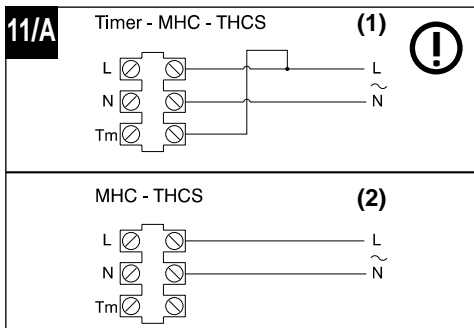 11/A
Timer - MHC - THCS (1)
L L
N ~ N
Tm
MHC - THCS (2)
L L
N ~ N
Tm